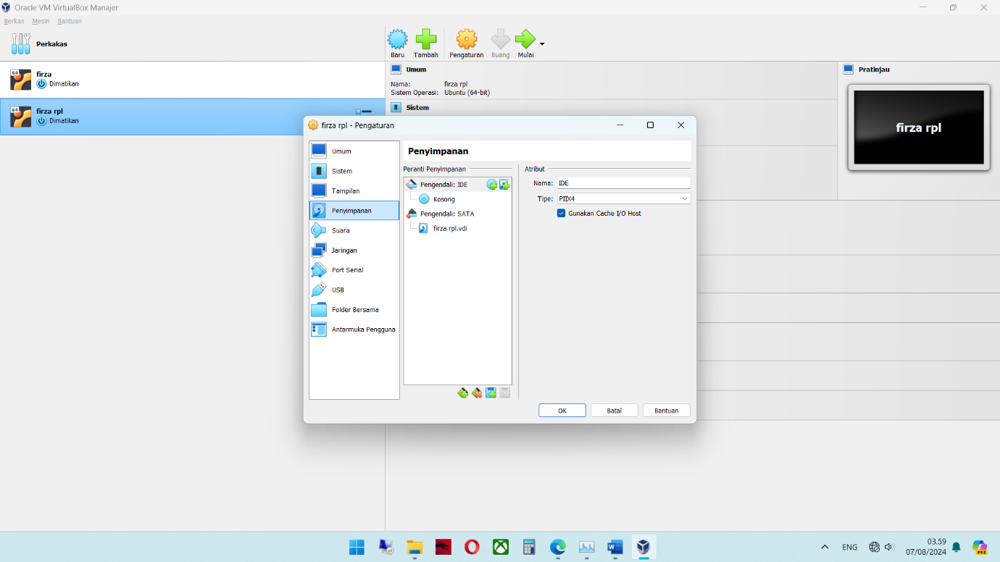 Oracle VM VirtualBox Manajer
Berkas Mesin Bantuan
Perkakas
Baru Tambah Pengaturan Buang Mulai
64 firza
Dimatikan
64 firza rpl
Dimatikan
Umum
Nama: firza rpl
Sistem Operasi: Ubuntu (64-bit)
Sistem
Pratinjau
firza rpl
firza rpl - Pengaturan
Umum
Sistem
Tampilan
Penyimpanan
Suara
Jaringan
Port Serial
USB
Folder Bersama
Antarmuka Pengguna
Penyimpanan
Peranti Penyimpanan
Pengendali: IDE
Kosong
Pengendali: SATA
firza rpl.vdi
Atribut
Nama: IDE
Tipe: PIIX4
Gunakan Cache I/O Host
OK Batal Bantuan
ENG
03.59
07/08/2024
PRE